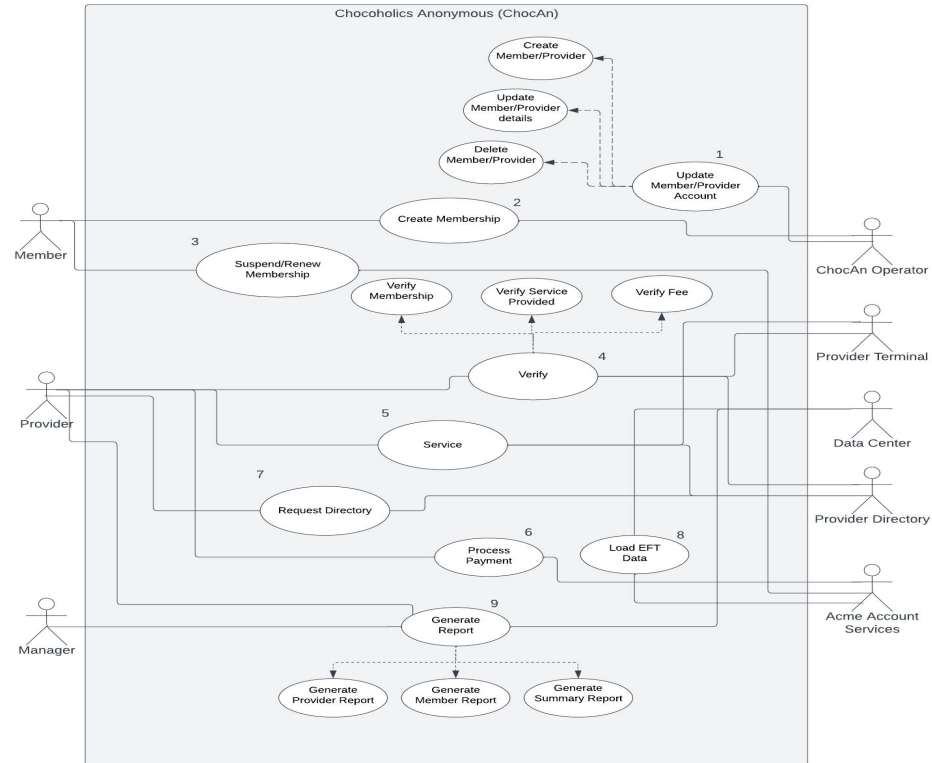 Chocoholics Anonymous (ChocAn)
Create
Member/Provider
Update
Member/Provider
details
Delete
Member/Provider
1
Update
Member/Provider
Account
2
Create Membership
Member
3
Suspend/Renew
Membership
ChocAn Operator
Verify
Membership
Verify Service
Provided
Verify Fee
Provider Terminal
4
Verify
Provider
5
Service
Data Center
7
Request Directory
Provider Directory
6
Process
Payment
8
Load EFT
Data
9
Generate
Report
Manager
Acme Account
Services
Generate
Provider Report
Generate
Member Report
Generate
Summary Report